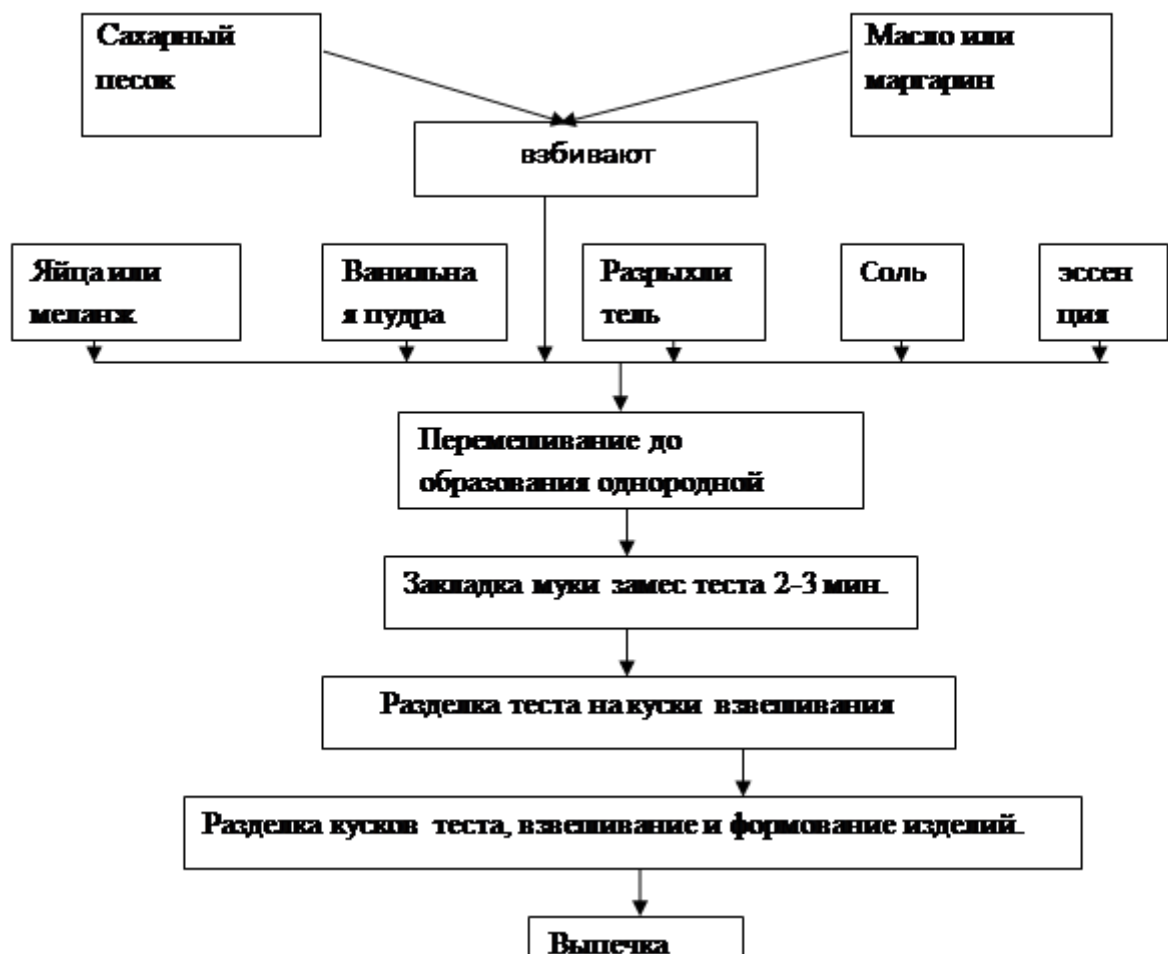 Сахарный
песок
Масло или
маргарин
взбивают
Яйца или
меланж
Ванильна
я пудра
Разрыхли
тель
Соль
эссен
ция
Перемешивание до
образования однородной
Закладка муки замес теста 2-3 мин.
Разделка теста на куски взвешивания
Разделка кусков теста, взвешивание и формование изделий.
Выпечка